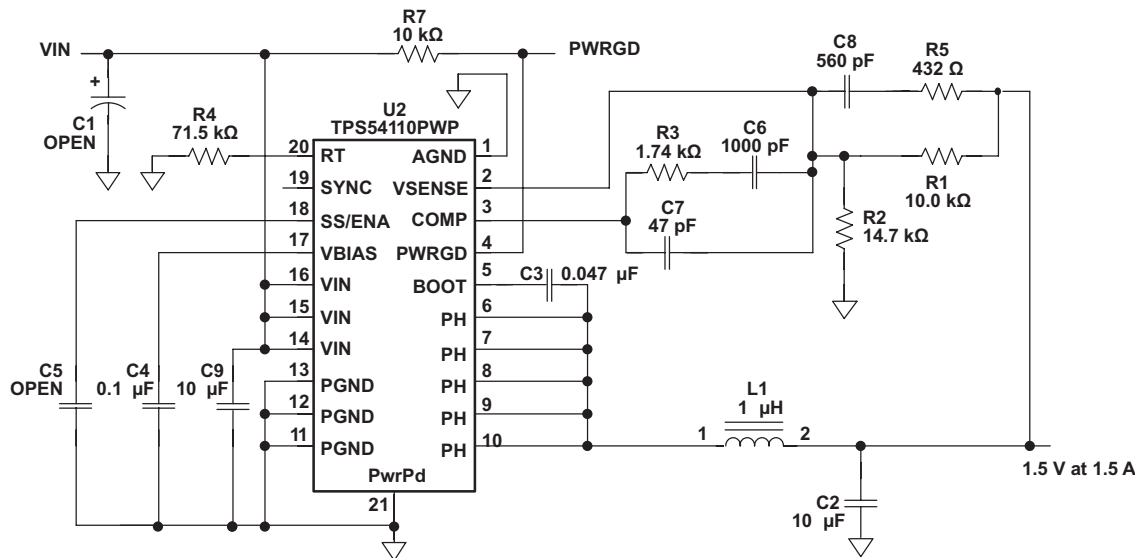 R7
10 kΩ
VIN
PWRGD
C8
560 pF
R5
432 Ω
+
C1
OPEN
R4
71.5 kΩ
U2
TPS54110PWP
R3
1.74 kΩ
C6
1000 pF
C7
47 pF
R1
10.0 kΩ
R2
14.7 kΩ
20 RT AGND 1
19 SYNC VSENSE 2
18 SS/ENA COMP 3
17 VBIAS PWRGD 4
16 VIN BOOT 5
15 VIN PH 6
14 VIN PH 7
13 PGND PH 8
12 PGND PH 9
11 PGND PH 10
PwrPd
21
C3 0.047 µF
C5
OPEN
C4
0.1 µF
C9
10 µF
L1
1 µH
1 2
1.5 V at 1.5 A
C2
10 µF